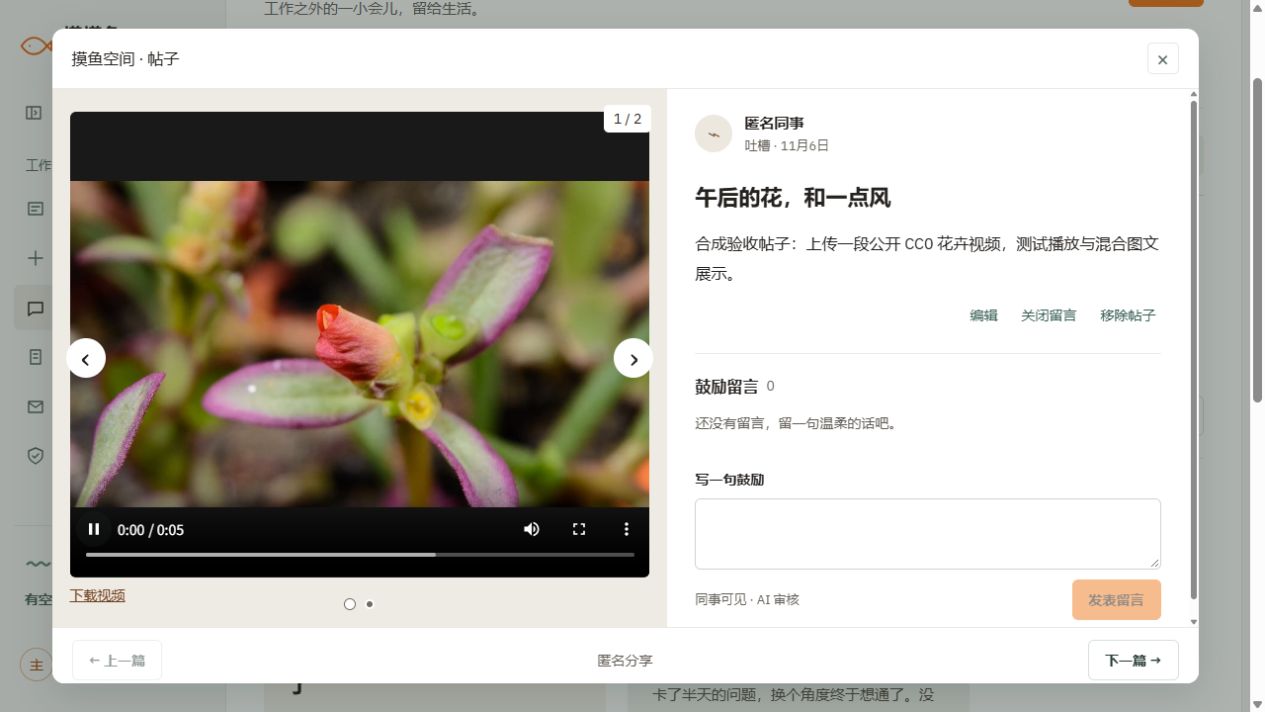 工作之外的一小会儿，留给生活。
摸鱼空间 · 帖子
×
工作
有空
主
1 / 2
0:00 / 0:05
下载视频
匿名同事
吐槽 · 11月6日
午后的花，和一点风
合成验收帖子：上传一段公开 CC0 花卉视频，测试播放与混合图文
展示。
编辑 关闭留言 移除帖子
鼓励留言 0
还没有留言，留一句温柔的话吧。
写一句鼓励
同事可见 · AI 审核
发表留言
← 上一篇
匿名分享
下一篇 →
卡了半天的问题，换个角度终于想通了。没